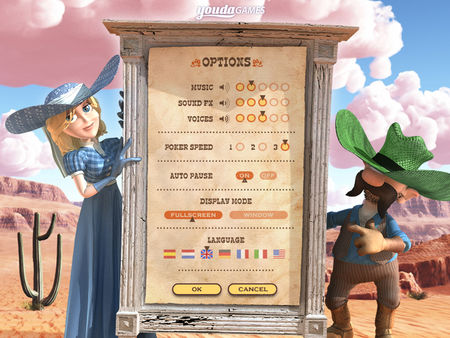 youdaGAMES
OPTIONS
MUSIC
SOUND FX
VOICES
POKER SPEED 1 2 3
AUTO PAUSE ON OFF
DISPLAY MODE
FULLSCREEN WINDOW
LANGUAGE
OK CANCEL